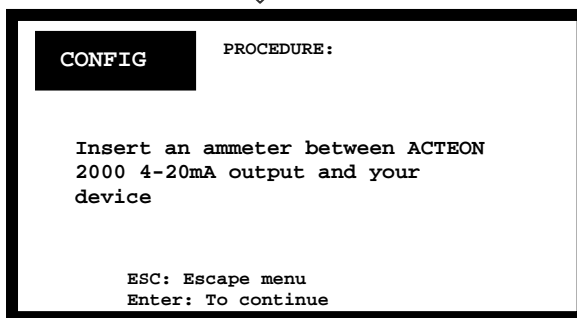 CONFIG
PROCEDURE:
Insert an ammeter between ACTEON
2000 4-20mA output and your
device
ESC: Escape menu
Enter: To continue